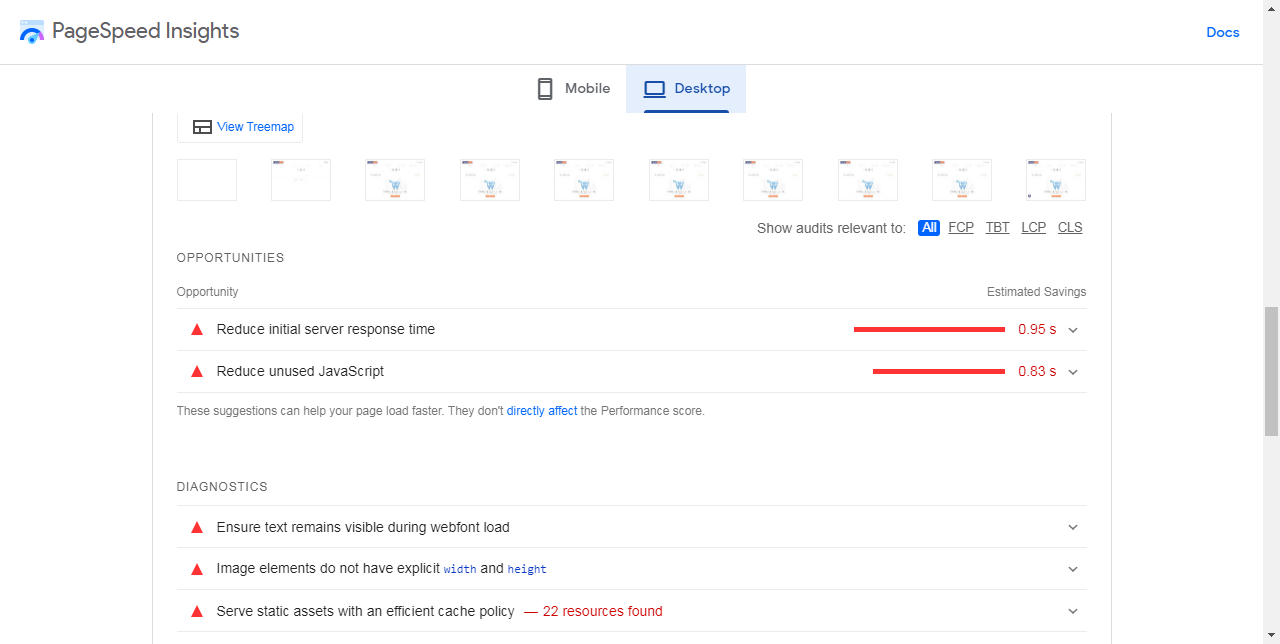 PageSpeed Insights
Docs
Mobile
Desktop
View Treemap
Show audits relevant to: All FCP TBT LCP CLS
OPPORTUNITIES
Opportunity
Estimated Savings
Reduce initial server response time
0.95 s
Reduce unused JavaScript
0.83 s
These suggestions can help your page load faster. They don't directly affect the Performance score.
DIAGNOSTICS
Ensure text remains visible during webfont load
Image elements do not have explicit width and height
Serve static assets with an efficient cache policy — 22 resources found